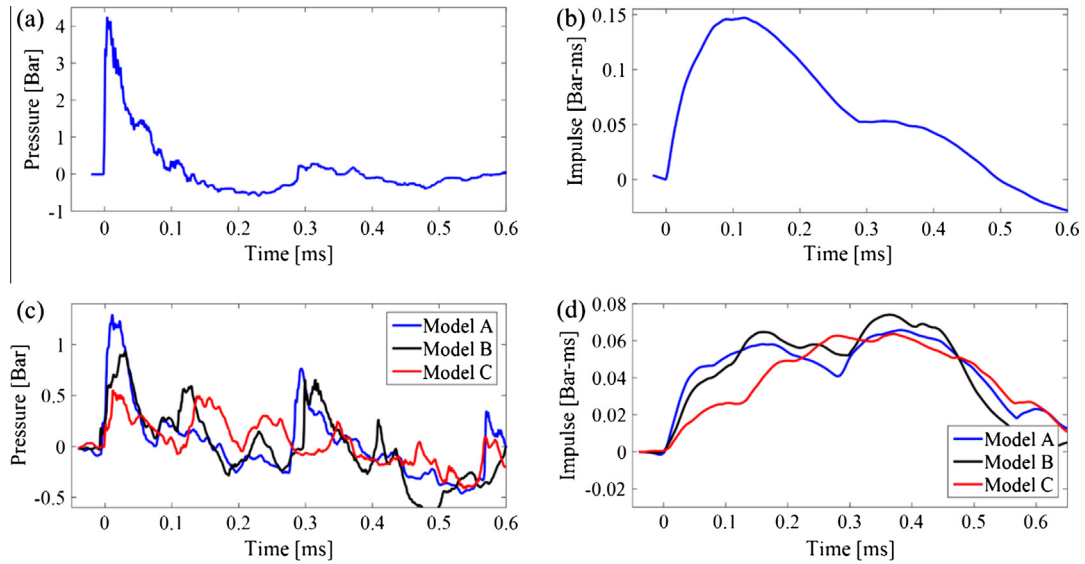 (a)
Pressure [Bar]
4
3
2
1
0
-1
0
0.1
0.2
0.3
0.4
0.5
0.6
Time [ms]
(b)
Impulse [Bar-ms]
0.15
0.10
0.05
0
0
0.1
0.2
0.3
0.4
0.5
0.6
Time [ms]
(c)
Pressure [Bar]
1
0.5
0
-0.5
Model A
Model B
Model C
0
0.1
0.2
0.3
0.4
0.5
0.6
Time [ms]
(d)
Impulse [Bar-ms]
0.08
0.06
0.04
0.02
0
-0.02
Model A
Model B
Model C
0
0.1
0.2
0.3
0.4
0.5
0.6
Time [ms]